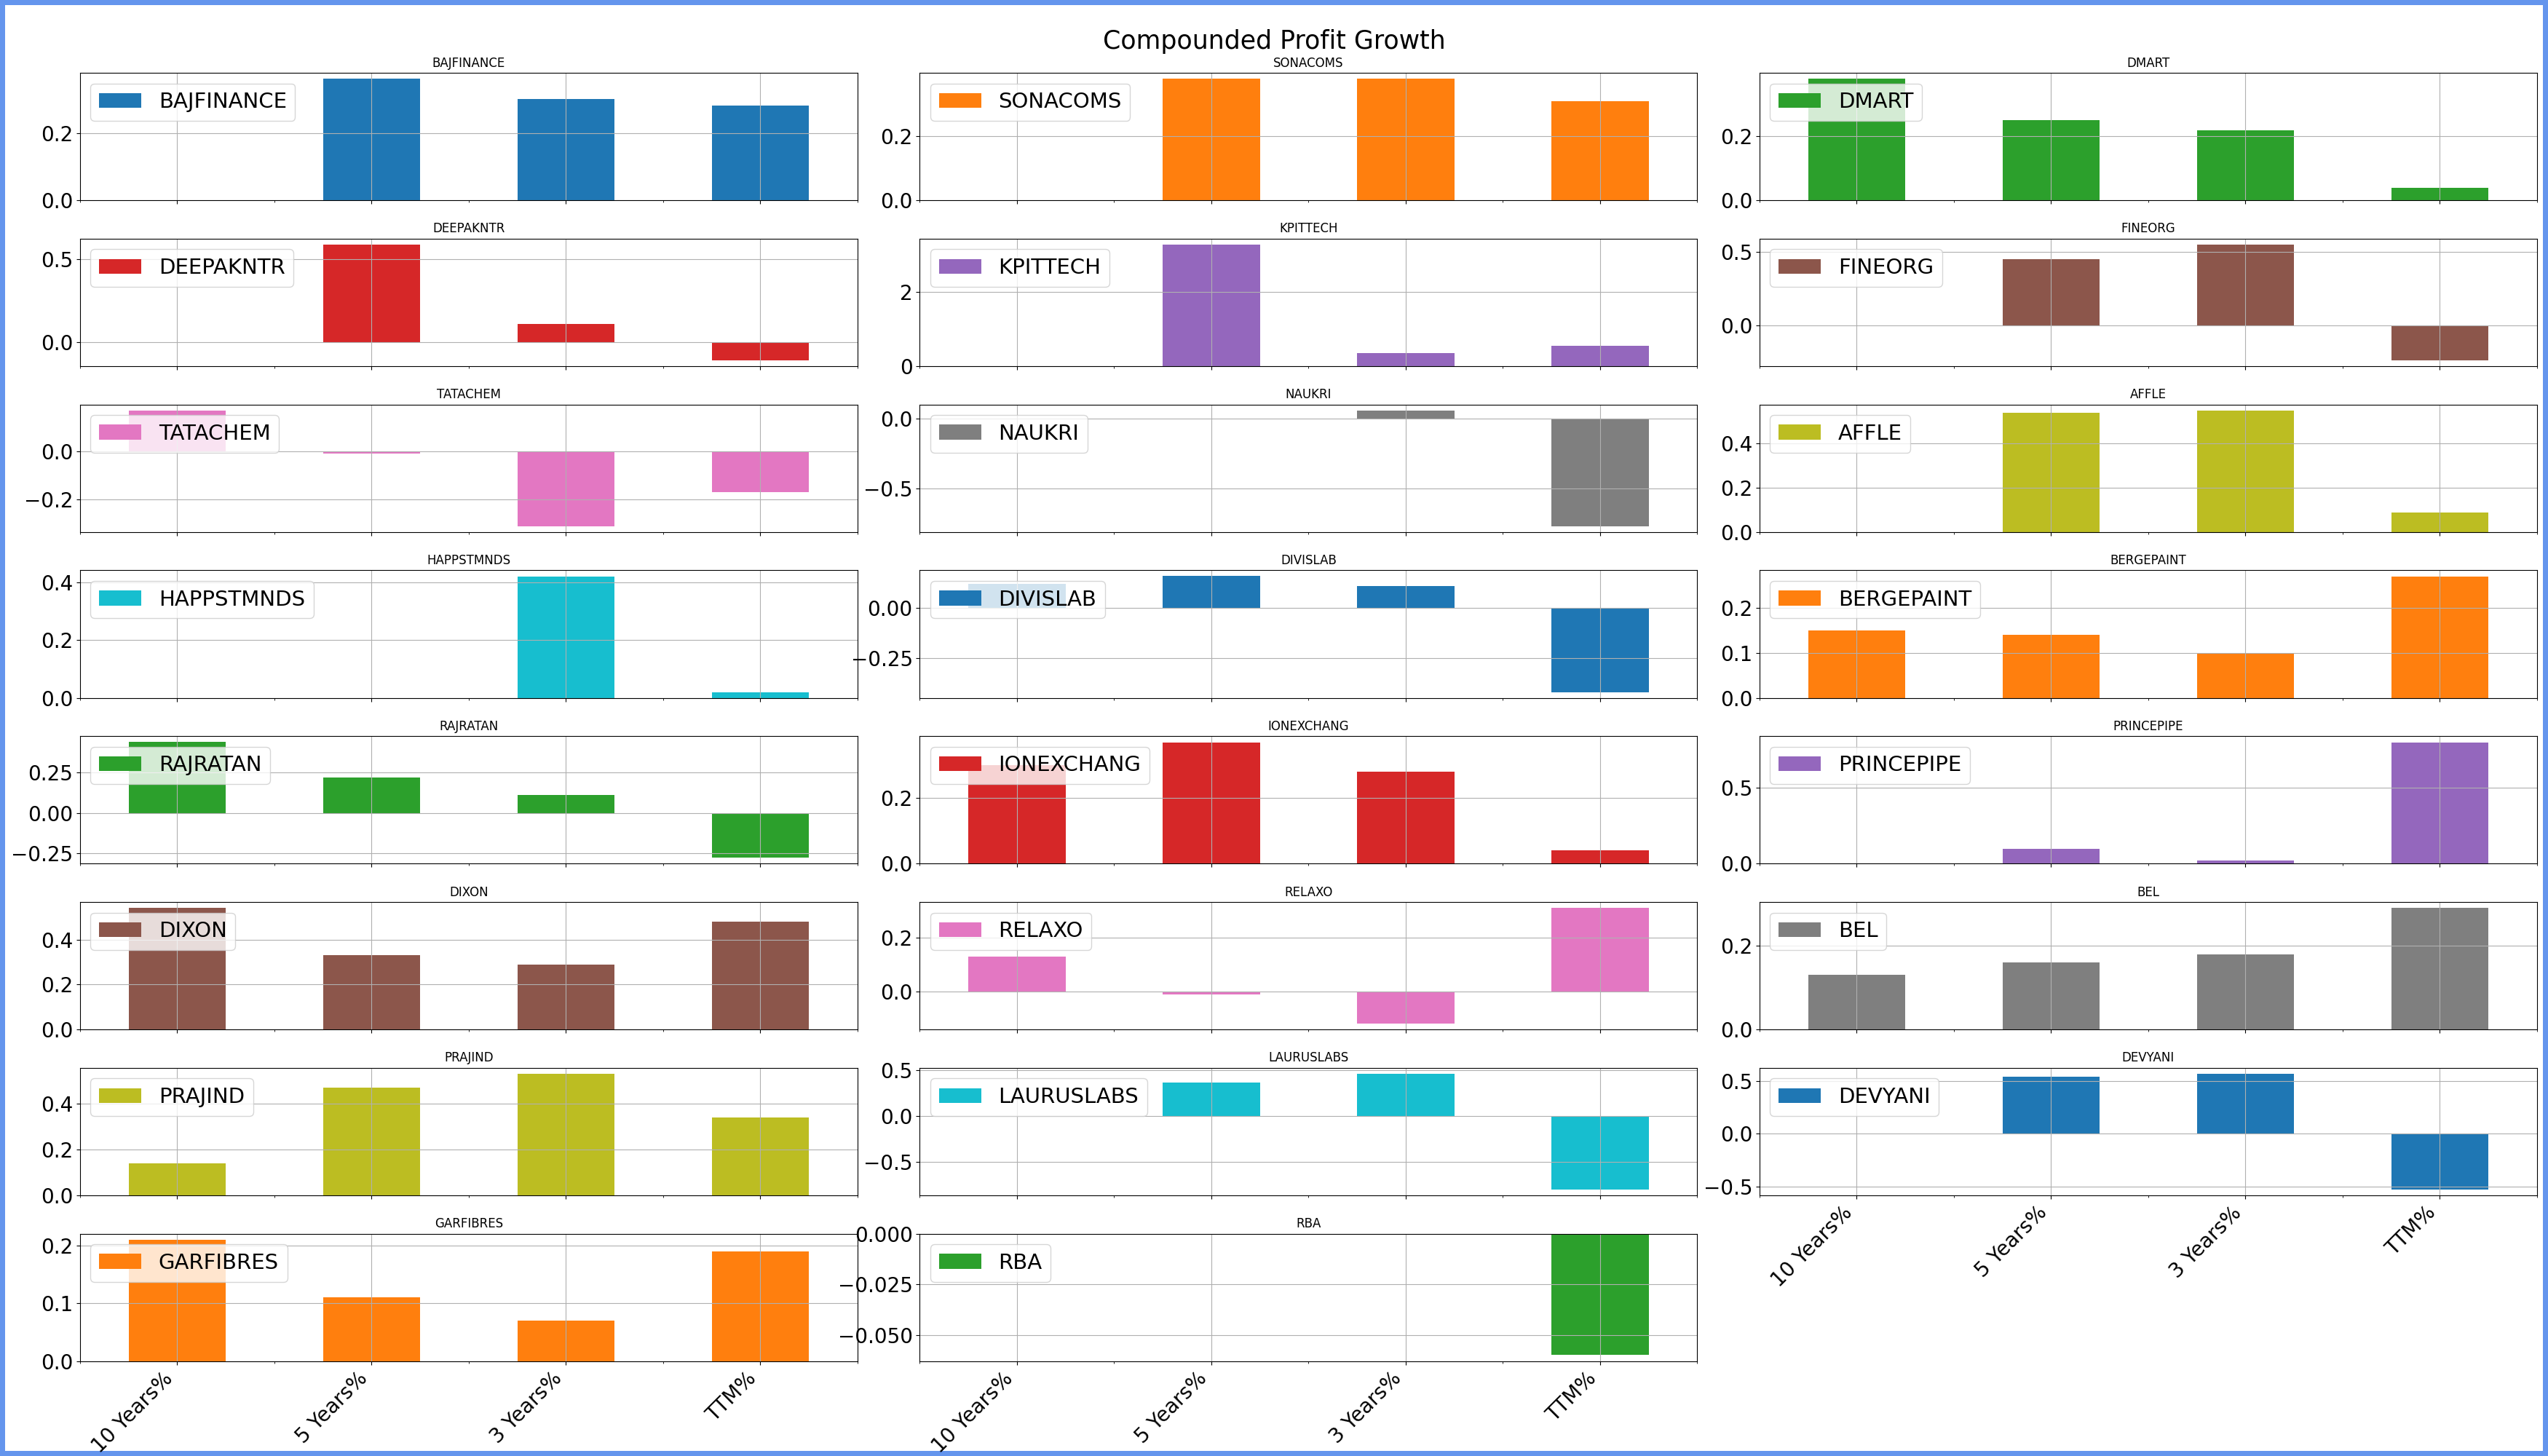 Compounded Profit Growth
BAJFINANCE
BAJFINANCE
0.2
0.0
SONACOMS
SONACOMS
0.2
0.0
DMART
DMART
0.2
0.0
DEEPAKNTR
DEEPAKNTR
0.5
0.0
KPITTECH
KPITTECH
2
0
FINEORG
FINEORG
0.5
0.0
TATACHEM
TATACHEM
0.0
−0.2
NAUKRI
NAUKRI
0.0
−0.5
AFFLE
AFFLE
0.4
0.2
0.0
HAPPSTMNDS
HAPPSTMNDS
0.4
0.2
0.0
DIVISLAB
DIVISLAB
0.00
−0.25
BERGEPAINT
BERGEPAINT
0.2
0.1
0.0
RAJRATAN
RAJRATAN
0.25
0.00
−0.25
IONEXCHANG
IONEXCHANG
0.2
0.0
PRINCEPIPE
PRINCEPIPE
0.5
0.0
DIXON
DIXON
0.4
0.2
0.0
RELAXO
RELAXO
0.2
0.0
BEL
BEL
0.2
0.0
PRAJIND
PRAJIND
0.4
0.2
0.0
LAURUSLABS
LAURUSLABS
0.5
0.0
−0.5
DEVYANI
DEVYANI
0.5
0.0
−0.5
10 Years%
5 Years%
3 Years%
TTM%
GARFIBRES
GARFIBRES
0.2
0.1
0.0
10 Years%
5 Years%
3 Years%
TTM%
RBA
RBA
0.000
−0.025
−0.050
10 Years%
5 Years%
3 Years%
TTM%